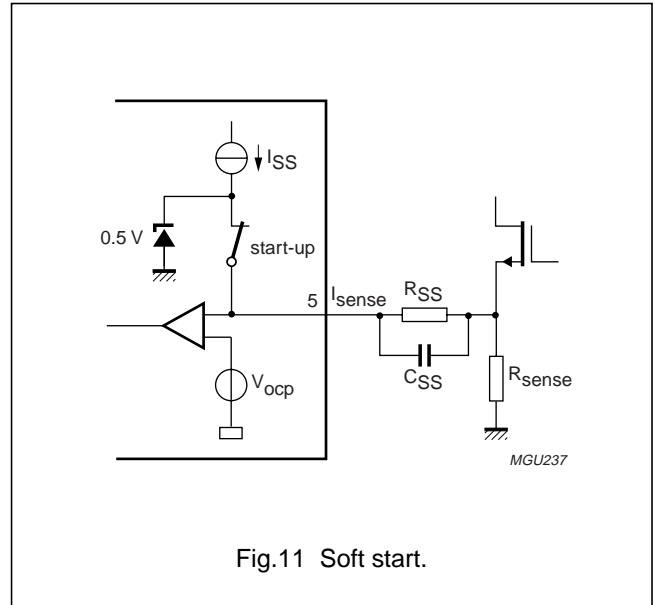 I_SS
0.5 V
start-up
5
I_sense
R_SS
C_SS
V_ocp
R_sense
MGU237
Fig.11 Soft start.